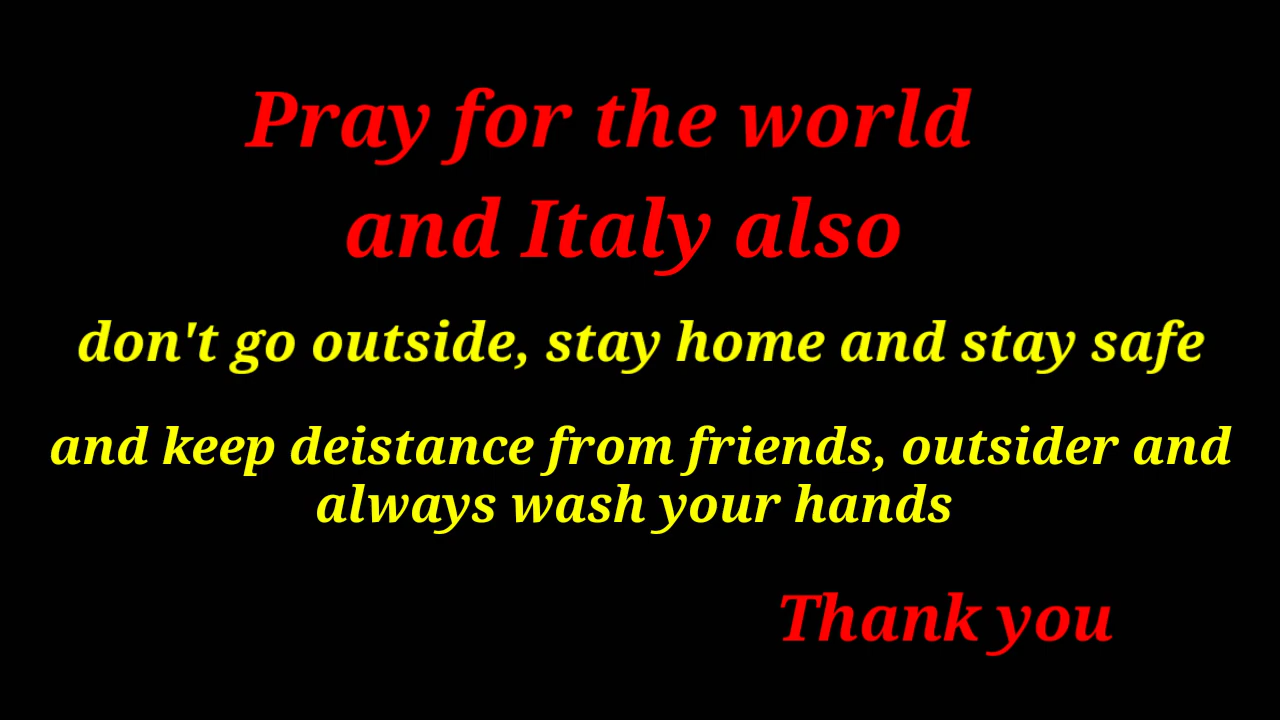 Pray for the world
and Italy also
don't go outside, stay home and stay safe
and keep deistance from friends, outsider and
always wash your hands
Thank you